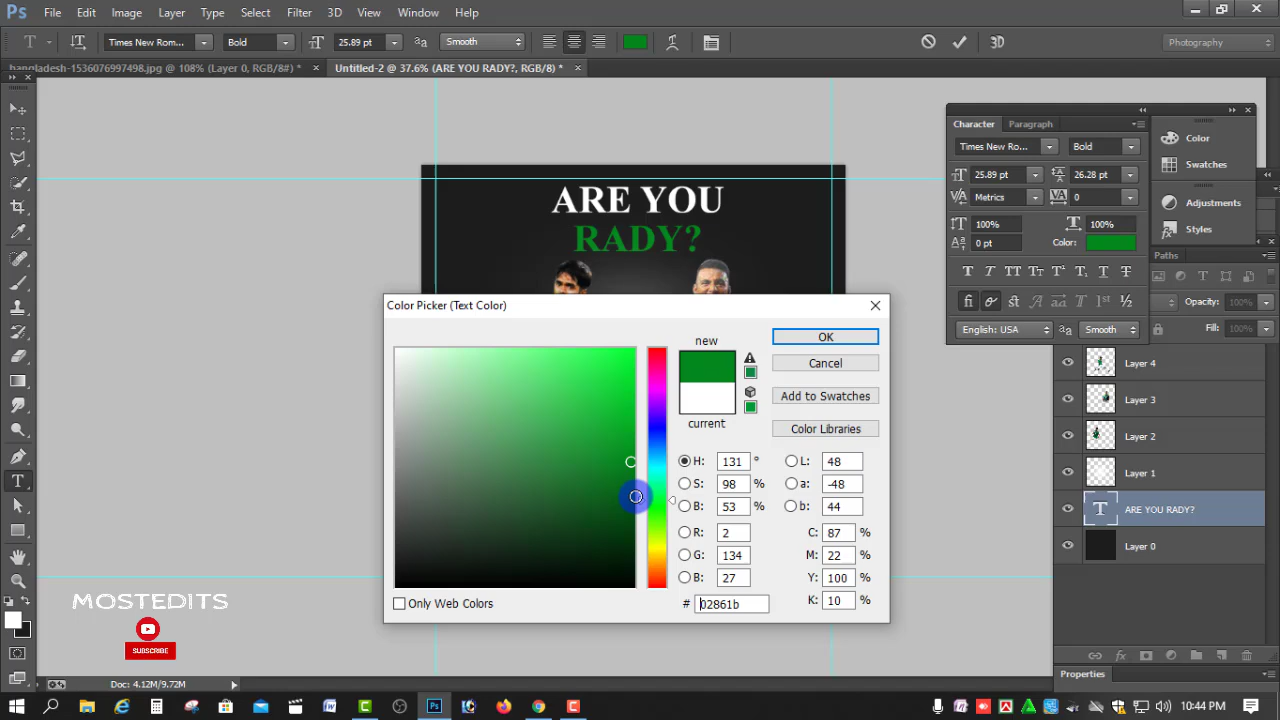 Ps File Edit Image Layer Type Select Filter 3D View Window Help
T Times New Rom... Bold 25.89 pt aa Smooth 3D Photography
bangladesh-1536076997498.jpg @ 108% (Layer 0, RGB/8#) * × Untitled-2 @ 37.6% (ARE YOU RADY?, RGB/8) * ×
Character Paragraph
Times New Ro... Bold
25.89 pt 26.28 pt
Metrics 0
100% 100%
0 pt Color:
English: USA aa Smooth
Color
Swatches
Adjustments
Styles
Paths
Opacity: 100%
Fill: 100%
Layer 4
Layer 3
Layer 2
Layer 1
ARE YOU RADY?
Layer 0
Properties
ARE YOU
RADY?
Color Picker (Text Color)
new
current
OK
Cancel
Add to Swatches
Color Libraries
H: 131 ° L: 48
S: 98 % a: -48
B: 53 % b: 44
R: 2 C: 87 %
G: 134 M: 22 %
B: 27 Y: 100 %
# 02861b K: 10 %
Only Web Colors
MOSTEDITS
SUBSCRIBE
Doc: 4.12M/9.72M
10:44 PM